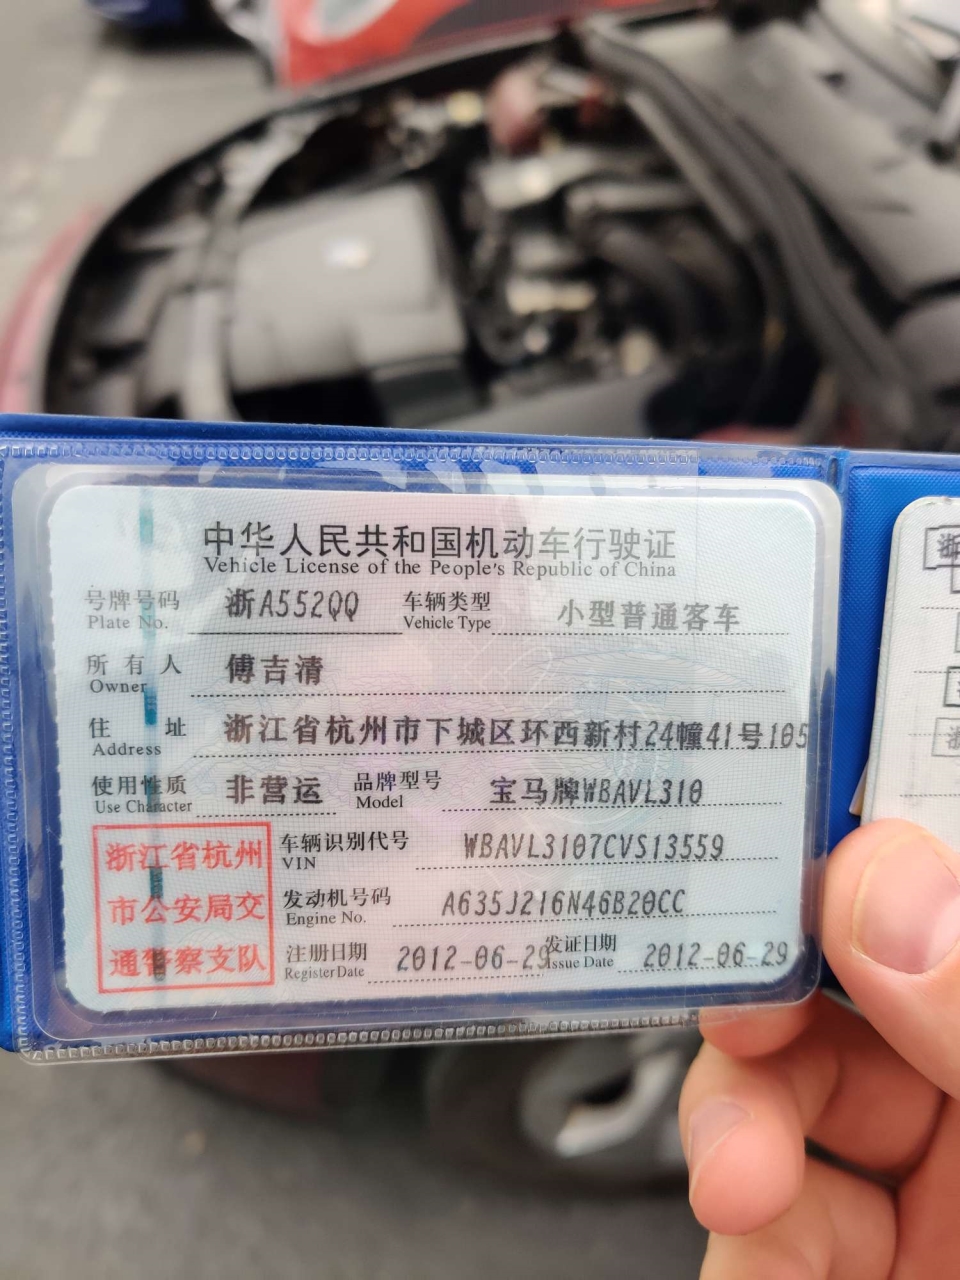 中华人民共和国机动车行驶证
Vehicle License of the People's Republic of China
号牌号码 浙A552QQ 车辆类型 小型普通客车
Plate No. Vehicle Type
所有人 傅吉清
Owner
住址 浙江省杭州市下城区环西新村24幢41号105
Address
使用性质 非营运 品牌型号 宝马牌WBAVL310
Use Character Model
浙江省杭州
市公安局交
通警察支队
车辆识别代号 WBAVL3107CVS13559
VIN
发动机号码 A635J216N46B20CC
Engine No.
注册日期 2012-06-29 发证日期 2012-06-29
Register Date Issue Date
浙